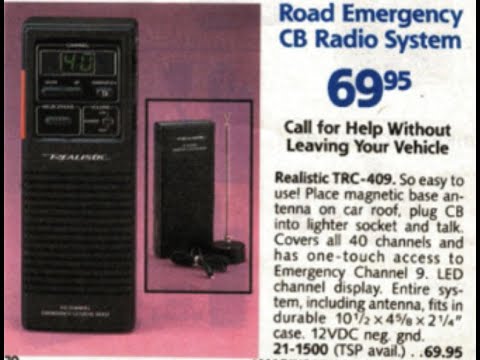 Road Emergency
CB Radio System
69⁹⁵
Call for Help Without
Leaving Your Vehicle
Realistic TRC-409. So easy to
use! Place magnetic base an-
tenna on car roof, plug CB
into lighter socket and talk.
Covers all 40 channels and
has one-touch access to
Emergency Channel 9. LED
channel display. Entire sys-
tem, including antenna, fits in
durable 10½ × 4⅝ × 2¼"
case. 12VDC neg. gnd.
21-1500 (TSP avail.) . .69.95
CHANNEL
40
REALISTIC